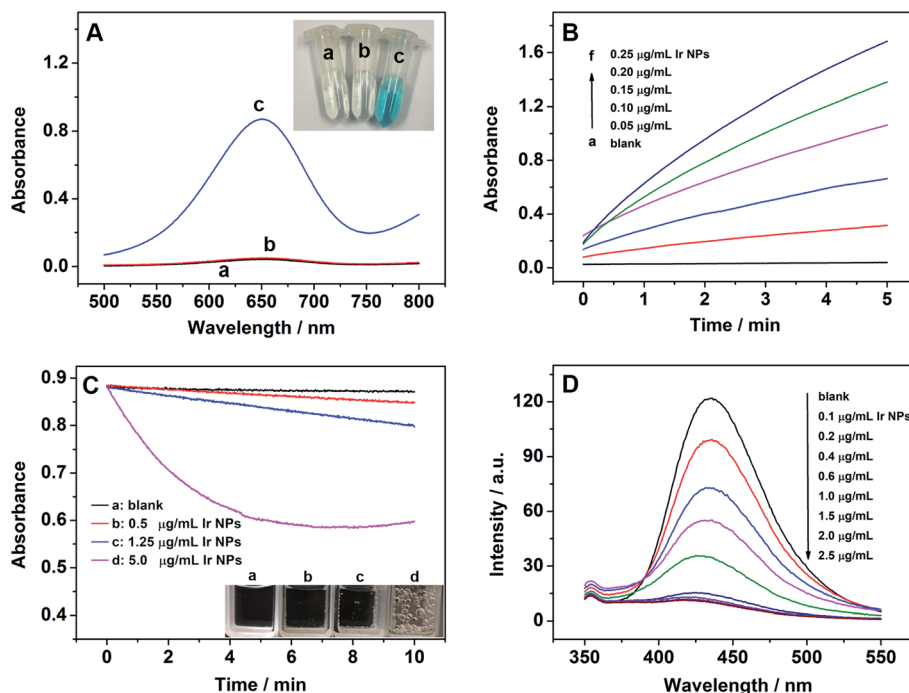 A
a
b
c
c
b
a
Absorbance
0.0
0.4
0.8
1.2
500 550 600 650 700 750 800
Wavelength / nm
B
f 0.25 μg/mL Ir NPs
0.20 μg/mL
0.15 μg/mL
0.10 μg/mL
0.05 μg/mL
a blank
Absorbance
0.0
0.4
0.8
1.2
1.6
0 1 2 3 4 5
Time / min
C
a: blank
b: 0.5 μg/mL Ir NPs
c: 1.25 μg/mL Ir NPs
d: 5.0 μg/mL Ir NPs
a b c d
Absorbance
0.4
0.5
0.6
0.7
0.8
0.9
0 2 4 6 8 10
Time / min
D
blank
0.1 μg/mL Ir NPs
0.2 μg/mL
0.4 μg/mL
0.6 μg/mL
1.0 μg/mL
1.5 μg/mL
2.0 μg/mL
2.5 μg/mL
Intensity / a.u.
0
30
60
90
120
350 400 450 500 550
Wavelength / nm